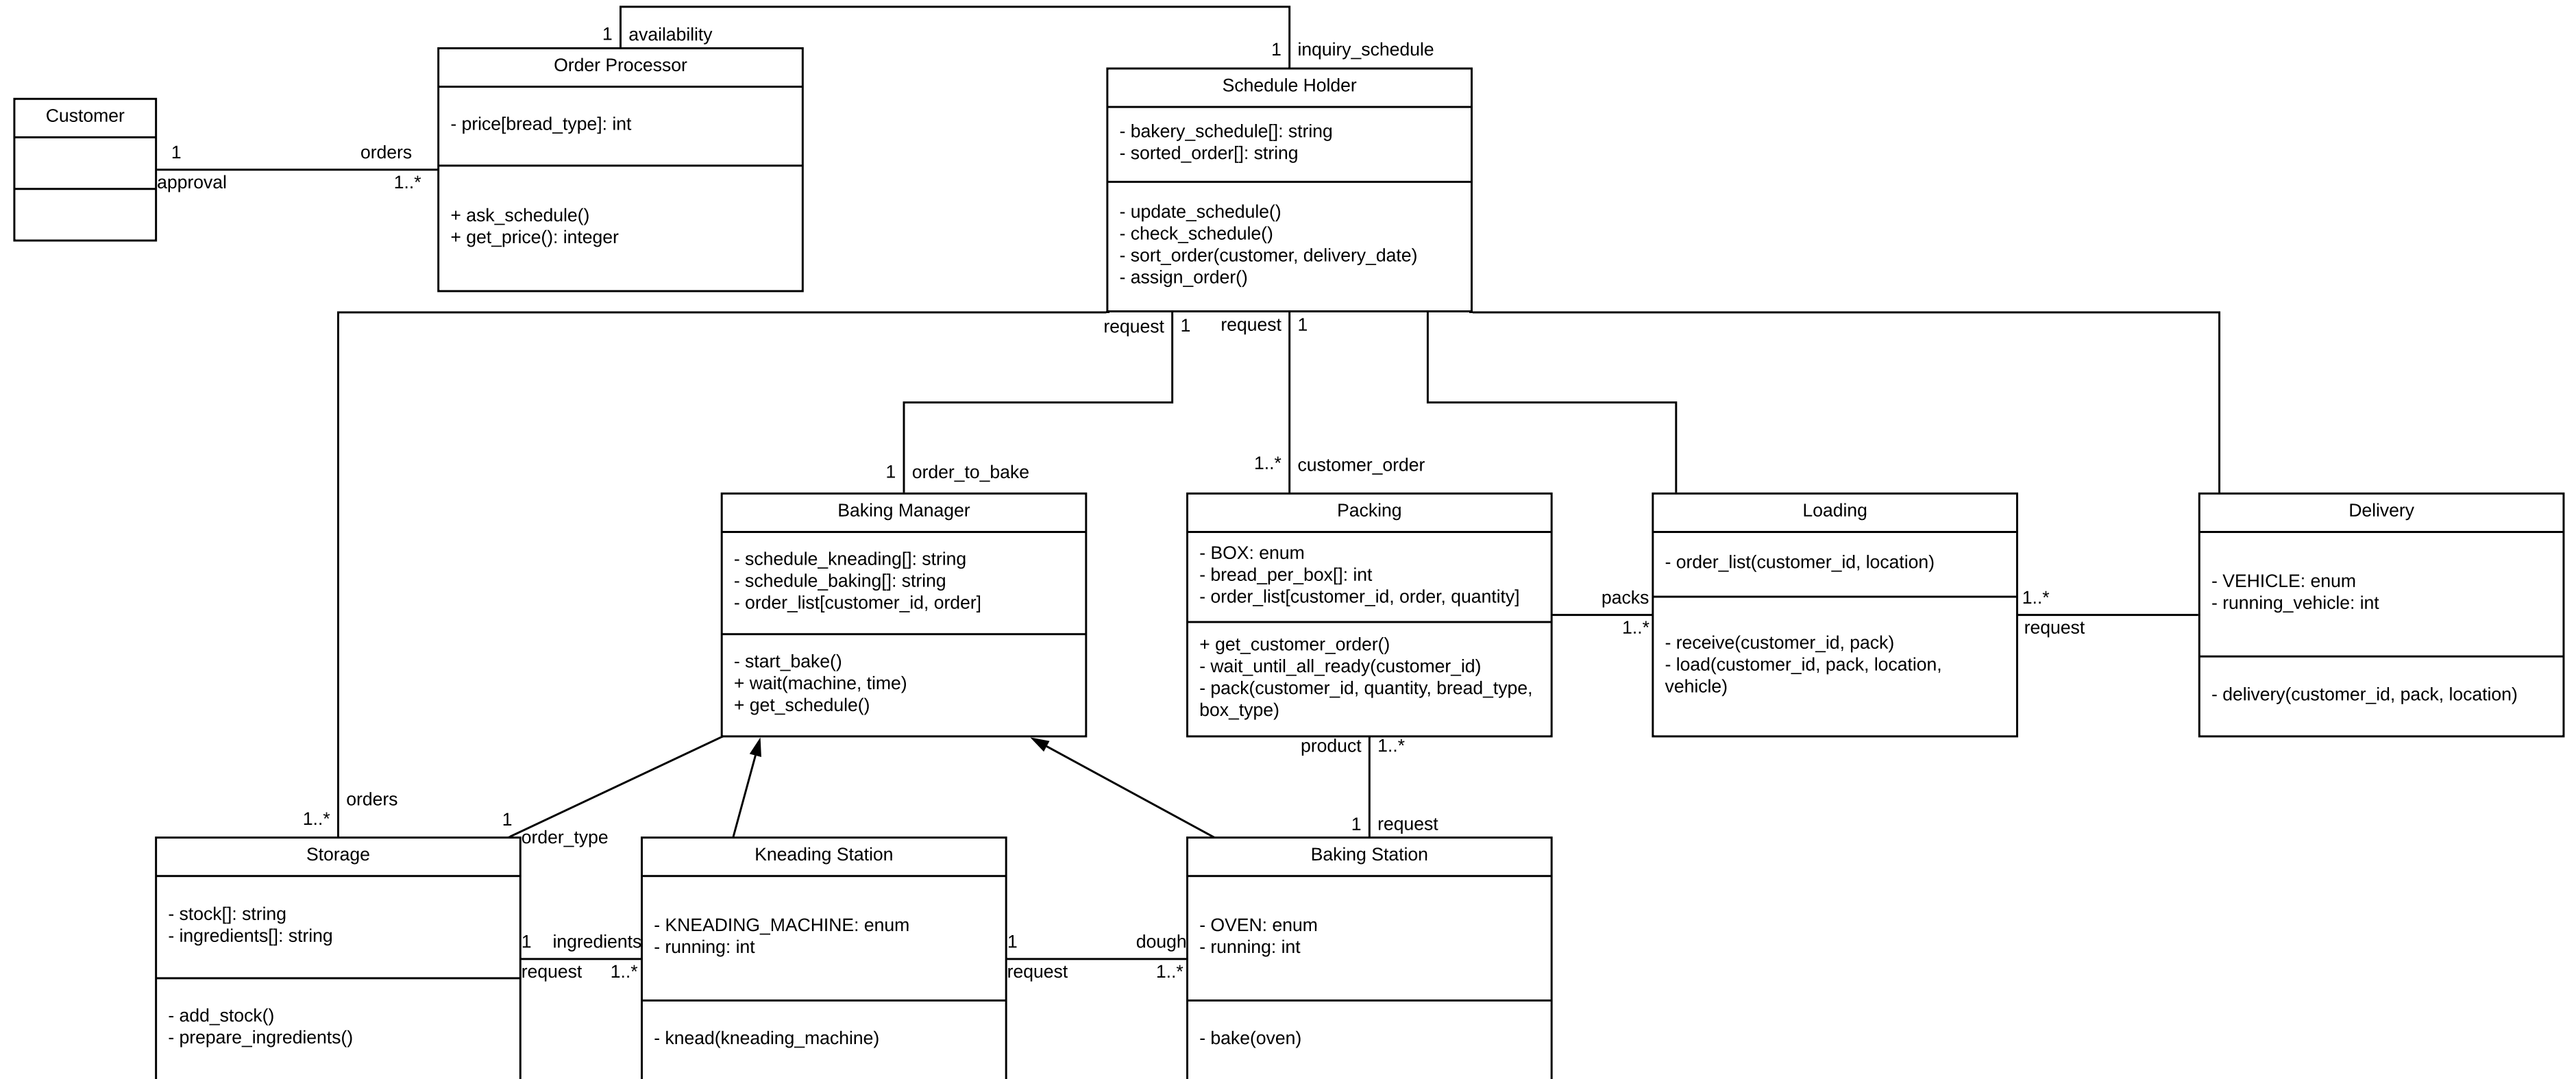 1 availability
1 inquiry_schedule
Order Processor
- price[bread_type]: int
+ ask_schedule()
+ get_price(): integer
Schedule Holder
- bakery_schedule[]: string
- sorted_order[]: string
- update_schedule()
- check_schedule()
- sort_order(customer, delivery_date)
- assign_order()
Customer
1 orders
approval 1..*
request 1 request 1
1 order_to_bake
1..* customer_order
Baking Manager
- schedule_kneading[]: string
- schedule_baking[]: string
- order_list[customer_id, order]
- start_bake()
+ wait(machine, time)
+ get_schedule()
Packing
- BOX: enum
- bread_per_box[]: int
- order_list[customer_id, order, quantity]
+ get_customer_order()
- wait_until_all_ready(customer_id)
- pack(customer_id, quantity, bread_type,
box_type)
packs
1..*
Loading
- order_list(customer_id, location)
- receive(customer_id, pack)
- load(customer_id, pack, location,
vehicle)
1..*
request
Delivery
- VEHICLE: enum
- running_vehicle: int
- delivery(customer_id, pack, location)
product 1..*
1 request
orders
1..*
1
order_type
Storage
- stock[]: string
- ingredients[]: string
- add_stock()
- prepare_ingredients()
1 ingredients
request 1..*
Kneading Station
- KNEADING_MACHINE: enum
- running: int
- knead(kneading_machine)
1 dough
request 1..*
Baking Station
- OVEN: enum
- running: int
- bake(oven)